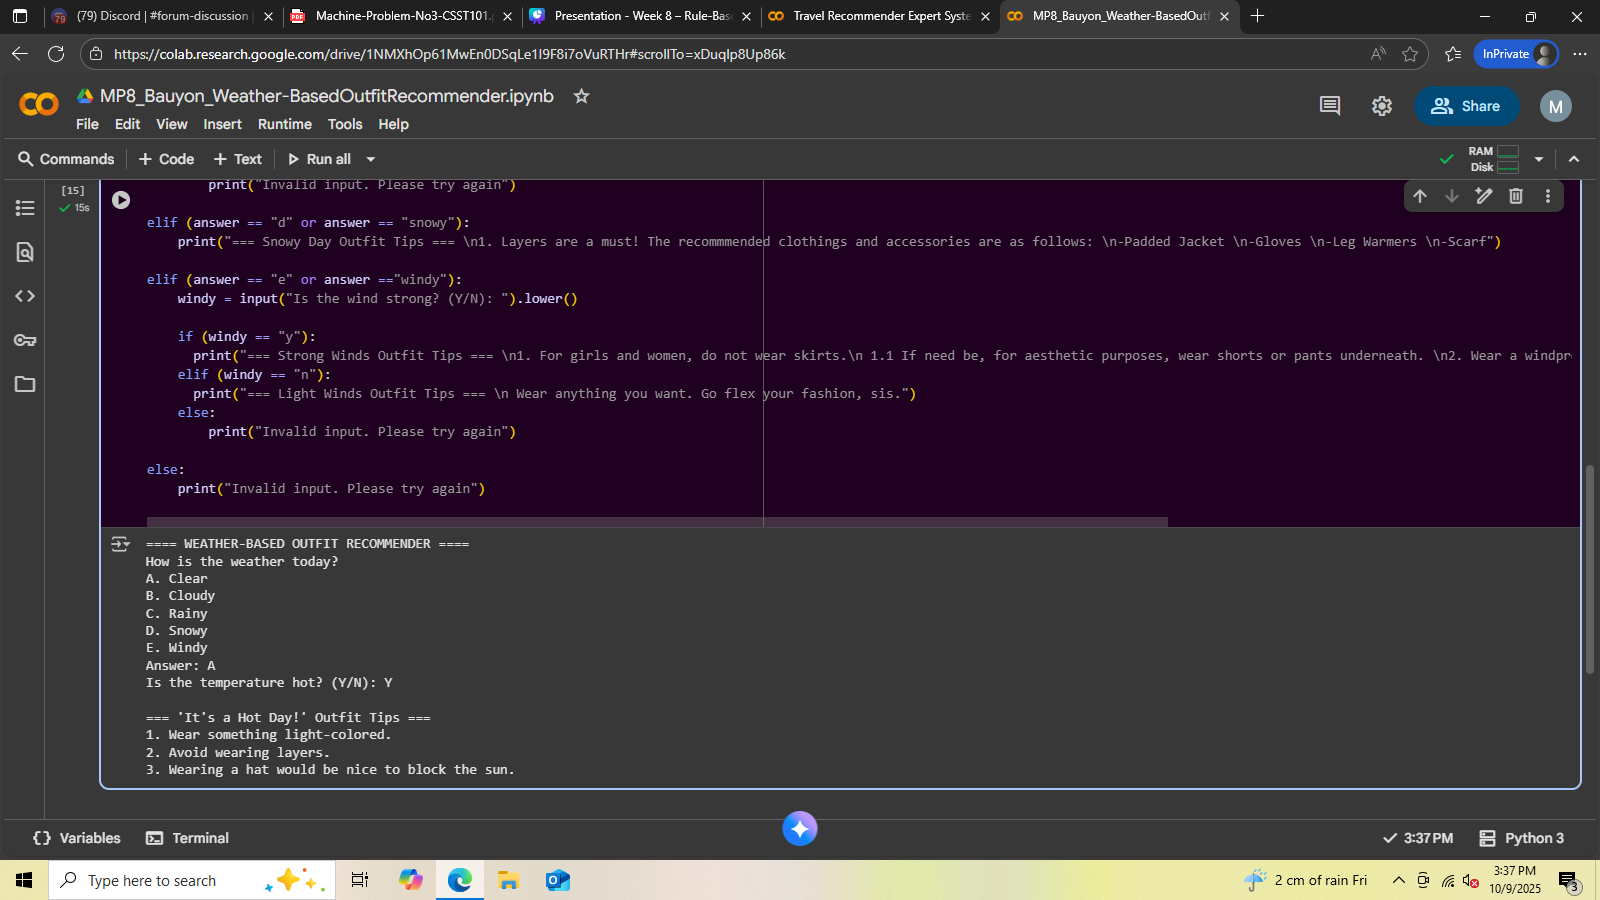 (79) Discord | #forum-discussion
Machine-Problem-No3-CSST101.
Presentation - Week 8 – Rule-Bas
Travel Recommender Expert Syste
MP8_Bauyon_Weather-BasedOutf
https://colab.research.google.com/drive/1NMXhOp61MwEn0DSqLe1I9F8i7oVuRTHr#scrollTo=xDuqlp8Up86k
InPrivate
MP8_Bauyon_Weather-BasedOutfitRecommender.ipynb
Share
M
File Edit View Insert Runtime Tools Help
Commands + Code + Text Run all
RAM
Disk
[15]
15s
print("Invalid input. Please try again")
elif (answer == "d" or answer == "snowy"):
print("=== Snowy Day Outfit Tips === \n1. Layers are a must! The recommmended clothings and accessories are as follows: \n-Padded Jacket \n-Gloves \n-Leg Warmers \n-Scarf")
elif (answer == "e" or answer =="windy"):
windy = input("Is the wind strong? (Y/N): ").lower()
if (windy == "y"):
print("=== Strong Winds Outfit Tips === \n1. For girls and women, do not wear skirts.\n 1.1 If need be, for aesthetic purposes, wear shorts or pants underneath. \n2. Wear a windpr
elif (windy == "n"):
print("=== Light Winds Outfit Tips === \n Wear anything you want. Go flex your fashion, sis.")
else:
print("Invalid input. Please try again")
else:
print("Invalid input. Please try again")
==== WEATHER-BASED OUTFIT RECOMMENDER ====
How is the weather today?
A. Clear
B. Cloudy
C. Rainy
D. Snowy
E. Windy
Answer: A
Is the temperature hot? (Y/N): Y
=== 'It's a Hot Day!' Outfit Tips ===
1. Wear something light-colored.
2. Avoid wearing layers.
3. Wearing a hat would be nice to block the sun.
Variables Terminal
3:37 PM Python 3
Type here to search
2 cm of rain Fri
3:37 PM
10/9/2025
3